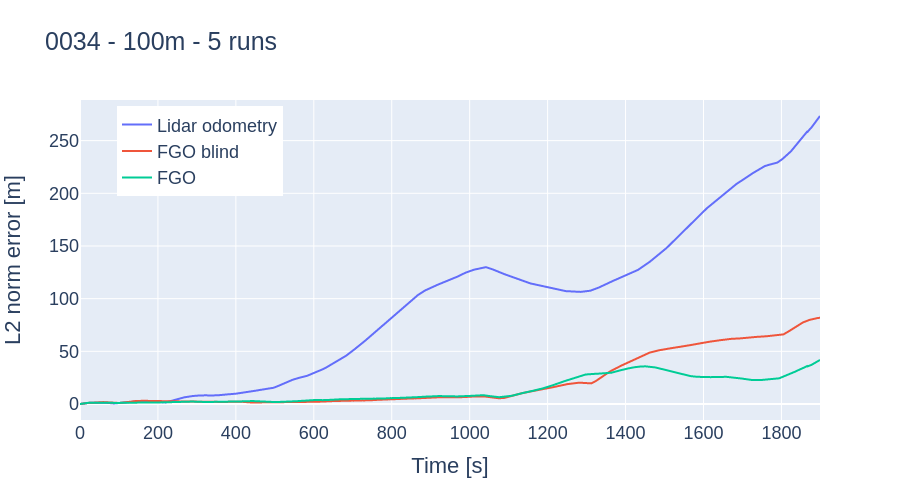 0034 - 100m - 5 runs
Lidar odometry
FGO blind
FGO
250
200
150
100
50
0
L2 norm error [m]
0 200 400 600 800 1000 1200 1400 1600 1800
Time [s]